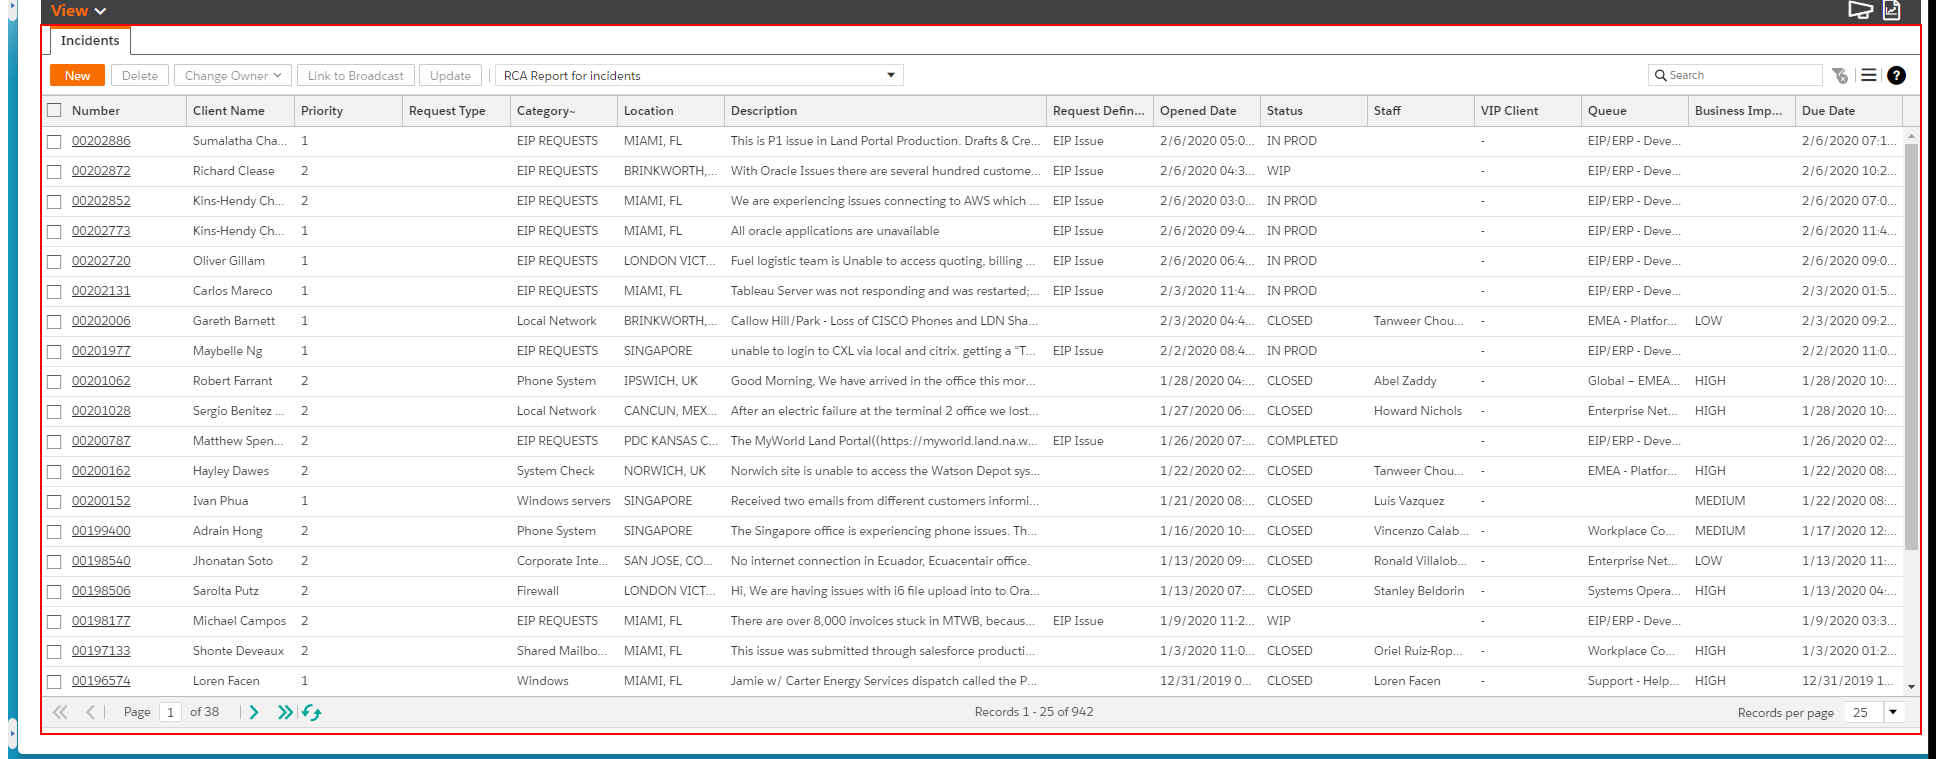 View
Incidents
New Delete Change Owner Link to Broadcast Update RCA Report for incidents Search ?
Number Client Name Priority Request Type Category~ Location Description Request Defin... Opened Date Status Staff VIP Client Queue Business Imp... Due Date
00202886 Sumalatha Cha... 1 EIP REQUESTS MIAMI, FL This is P1 issue in Land Portal Production. Drafts & Cre... EIP Issue 2/6/2020 05:0... IN PROD - EIP/ERP - Deve... 2/6/2020 07:1...
00202872 Richard Clease 2 EIP REQUESTS BRINKWORTH,... With Oracle Issues there are several hundred custome... EIP Issue 2/6/2020 04:3... WIP - EIP/ERP - Deve... 2/6/2020 10:2...
00202852 Kins-Hendy Ch... 2 EIP REQUESTS MIAMI, FL We are experiencing issues connecting to AWS which ... EIP Issue 2/6/2020 03:0... IN PROD - EIP/ERP - Deve... 2/6/2020 07:0...
00202773 Kins-Hendy Ch... 1 EIP REQUESTS MIAMI, FL All oracle applications are unavailable EIP Issue 2/6/2020 09:4... IN PROD - EIP/ERP - Deve... 2/6/2020 11:4...
00202720 Oliver Gillam 1 EIP REQUESTS LONDON VICT... Fuel logistic team is Unable to access quoting, billing ... EIP Issue 2/6/2020 06:4... IN PROD - EIP/ERP - Deve... 2/6/2020 09:0...
00202131 Carlos Mareco 1 EIP REQUESTS MIAMI, FL Tableau Server was not responding and was restarted;... EIP Issue 2/3/2020 11:4... IN PROD - EIP/ERP - Deve... 2/3/2020 01:5...
00202006 Gareth Barnett 1 Local Network BRINKWORTH,... Callow Hill/Park - Loss of CISCO Phones and LDN Sha... 2/3/2020 04:4... CLOSED Tanweer Chou... - EMEA - Platfor... LOW 2/3/2020 09:2...
00201977 Maybelle Ng 1 EIP REQUESTS SINGAPORE unable to login to CXL via local and citrix. getting a "T... EIP Issue 2/2/2020 08:4... IN PROD - EIP/ERP - Deve... 2/2/2020 11:0...
00201062 Robert Farrant 2 Phone System IPSWICH, UK Good Morning, We have arrived in the office this mor... 1/28/2020 04:... CLOSED Abel Zaddy - Global – EMEA... HIGH 1/28/2020 10:...
00201028 Sergio Benitez ... 2 Local Network CANCUN, MEX... After an electric failure at the terminal 2 office we lost... 1/27/2020 06:... CLOSED Howard Nichols - Enterprise Net... HIGH 1/28/2020 10:...
00200787 Matthew Spen... 2 EIP REQUESTS PDC KANSAS C... The MyWorld Land Portal((https://myworld.land.na.w... EIP Issue 1/26/2020 07:... COMPLETED - EIP/ERP - Deve... 1/26/2020 02:...
00200162 Hayley Dawes 2 System Check NORWICH, UK Norwich site is unable to access the Watson Depot sys... 1/22/2020 02:... CLOSED Tanweer Chou... - EMEA - Platfor... HIGH 1/22/2020 08:...
00200152 Ivan Phua 1 Windows servers SINGAPORE Received two emails from different customers informi... 1/21/2020 08:... CLOSED Luis Vazquez - MEDIUM 1/22/2020 08:...
00199400 Adrain Hong 2 Phone System SINGAPORE The Singapore office is experiencing phone issues. Th... 1/16/2020 10:... CLOSED Vincenzo Calab... - Workplace Co... MEDIUM 1/17/2020 12:...
00198540 Jhonatan Soto 2 Corporate Inte... SAN JOSE, CO... No internet connection in Ecuador, Ecuacentair office. 1/13/2020 09:... CLOSED Ronald Villalob... - Enterprise Net... LOW 1/13/2020 11:...
00198506 Sarolta Putz 2 Firewall LONDON VICT... Hi, We are having issues with i6 file upload into to Ora... 1/13/2020 07:... CLOSED Stanley Beldorin - Systems Opera... HIGH 1/13/2020 04:...
00198177 Michael Campos 2 EIP REQUESTS MIAMI, FL There are over 8,000 invoices stuck in MTWB, becaus... EIP Issue 1/9/2020 11:2... WIP - EIP/ERP - Deve... 1/9/2020 03:3...
00197133 Shonte Deveaux 2 Shared Mailbo... MIAMI, FL This issue was submitted through salesforce producti... 1/3/2020 11:0... CLOSED Oriel Ruiz-Rop... - Workplace Co... HIGH 1/3/2020 01:2...
00196574 Loren Facen 1 Windows MIAMI, FL Jamie w/ Carter Energy Services dispatch called the P... 12/31/2019 0... CLOSED Loren Facen - Support - Help... HIGH 12/31/2019 1...
Page 1 of 38 Records 1 - 25 of 942 Records per page 25